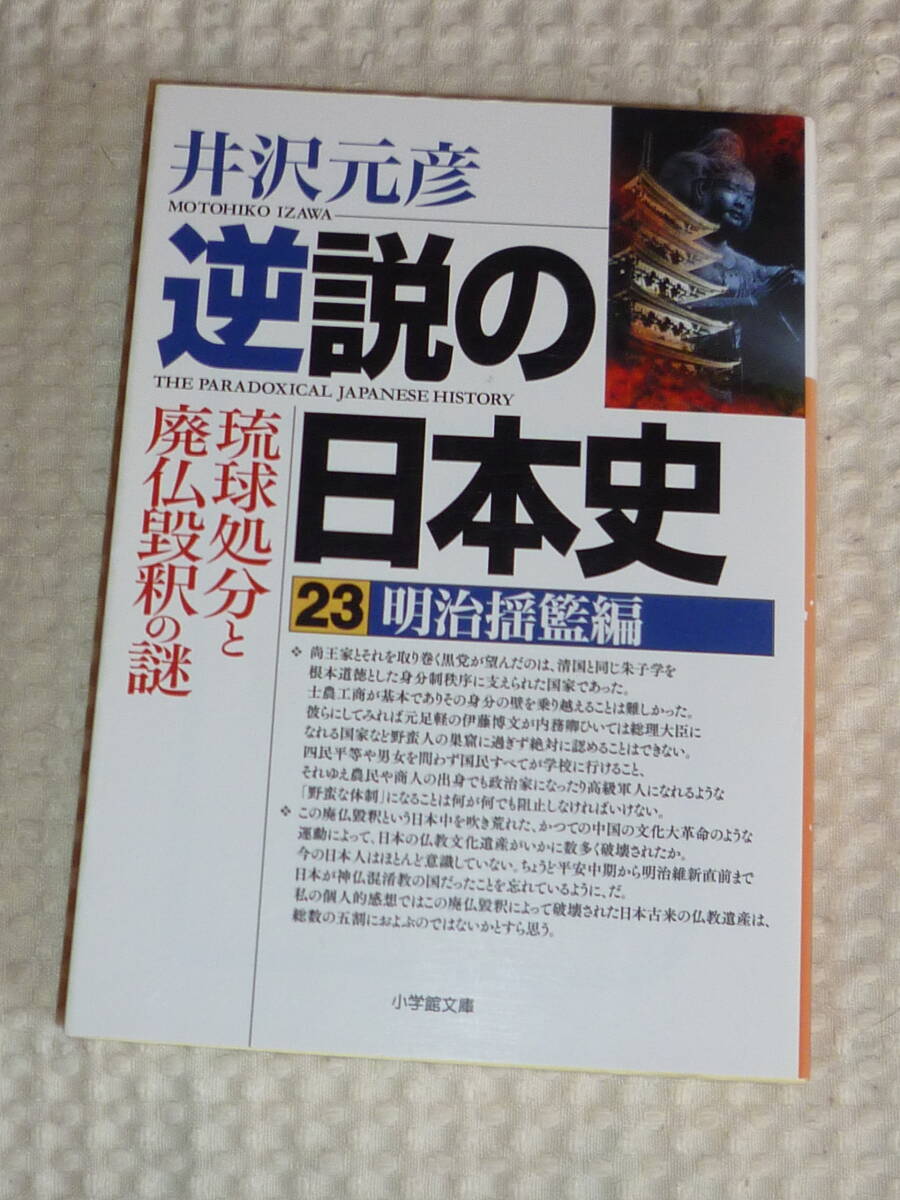 井沢元彦
MOTOHIKO IZAWA
逆説の
THE PARADOXICAL JAPANESE HISTORY
日本史
琉球処分と
廃仏毀釈の謎
23 明治揺籃編
❖ 尚王家とそれを取り巻く黒党が望んだのは、清国と同じ朱子学を
根本道徳とした身分制秩序に支えられた国家であった。
士農工商が基本でありその身分の壁を乗り越えることは難しかった。
彼らにしてみれば元足軽の伊藤博文が内務卿ひいては総理大臣に
なれる国家など野蛮人の巣窟に過ぎず絶対に認めることはできない。
四民平等や男女を問わず国民すべてが学校に行けること、
それゆえ農民や商人の出身でも政治家になったり高級軍人になれるような
「野蛮な体制」になることは何が何でも阻止しなければいけない。
❖ この廃仏毀釈という日本中を吹き荒れた、かつての中国の文化大革命のような
運動によって、日本の仏教文化遺産がいかに数多く破壊されたか。
今の日本人はほとんど意識していない。ちょうど平安中期から明治維新直前まで
日本が神仏混淆教の国だったことを忘れているように、だ。
私の個人的感想ではこの廃仏毀釈によって破壊された日本古来の仏教遺産は、
総数の五割におよぶのではないかとすら思う。
小学館文庫